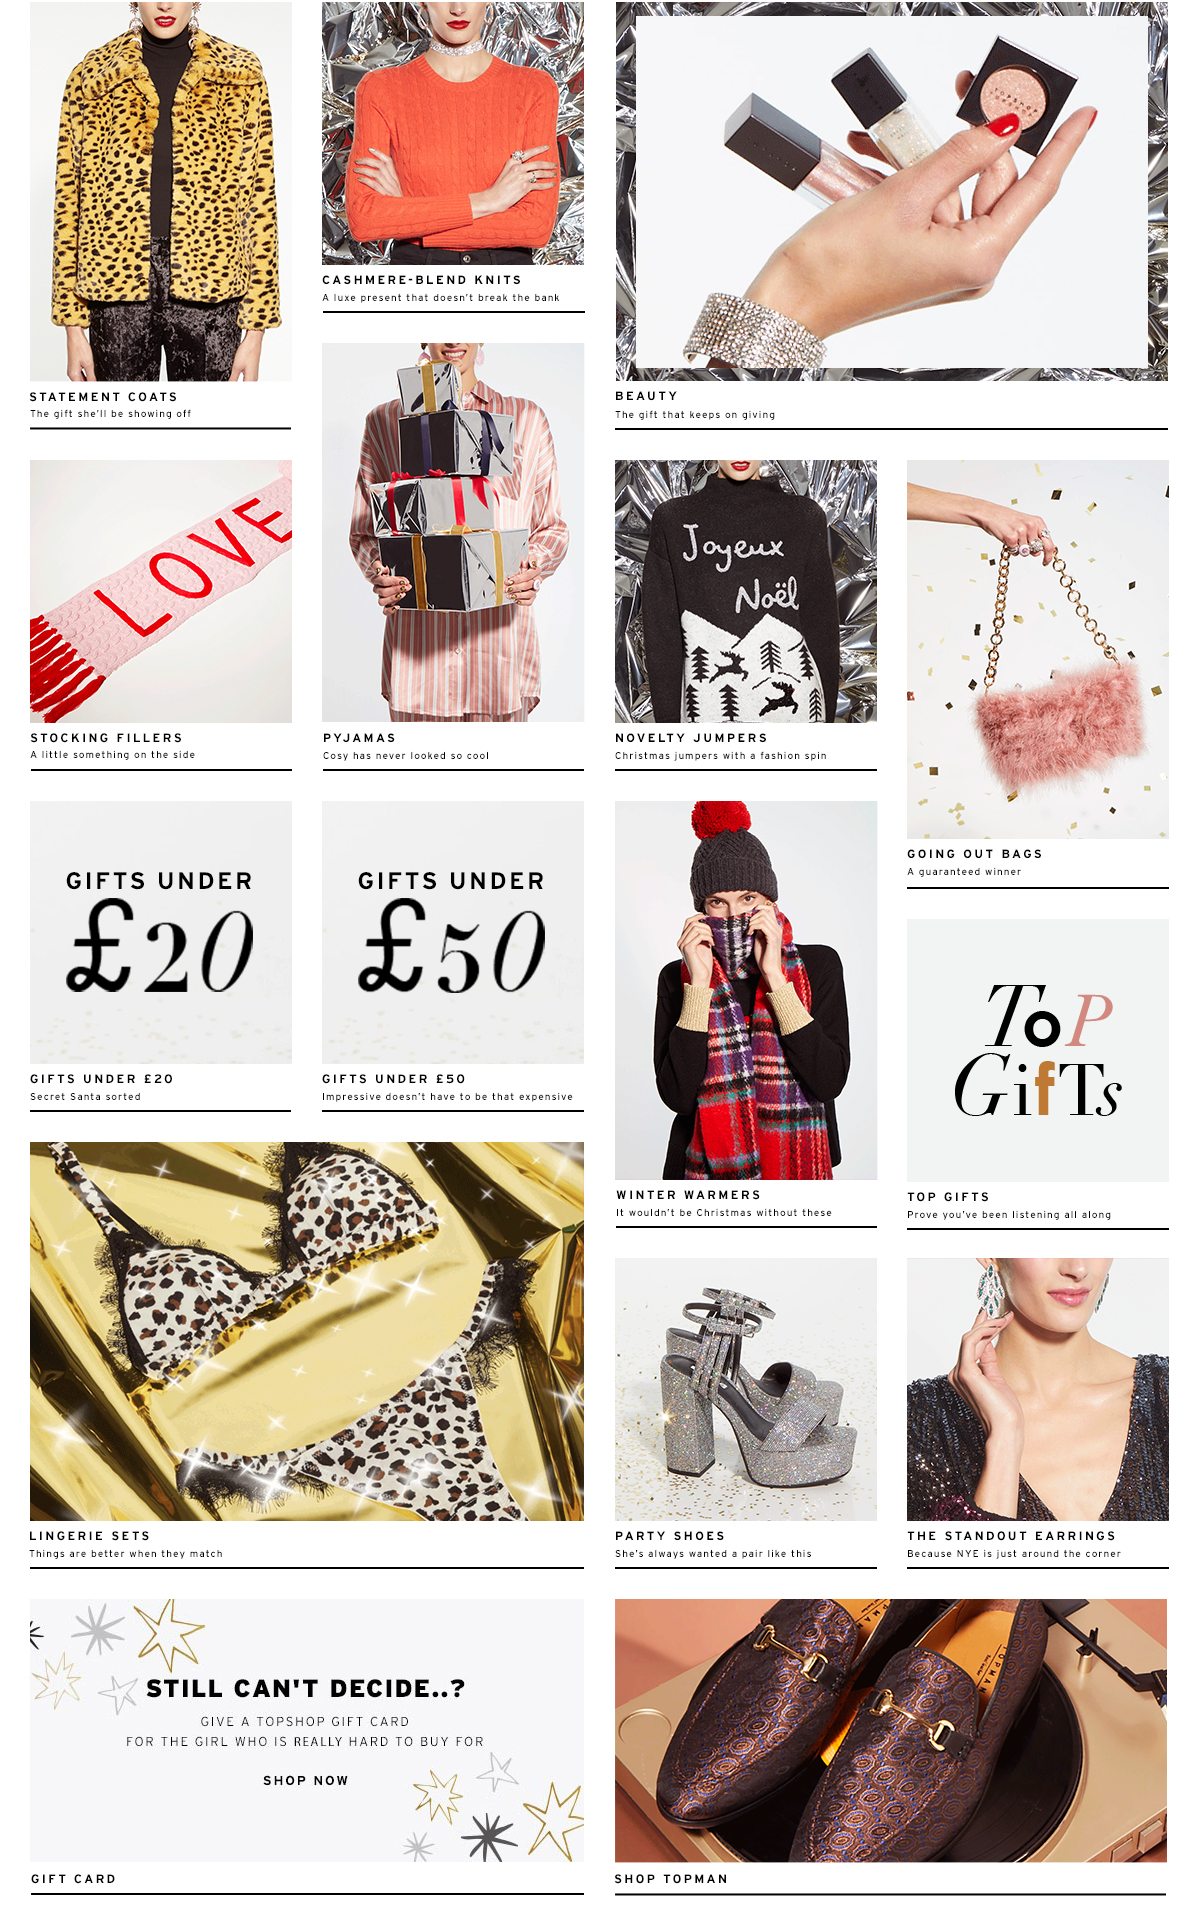 STATEMENT COATS
The gift she'll be showing off
CASHMERE-BLEND KNITS
A luxe present that doesn't break the bank
BEAUTY
The gift that keeps on giving
LOVE
STOCKING FILLERS
A little something on the side
PYJAMAS
Cosy has never looked so cool
Joyeux
Noël
NOVELTY JUMPERS
Christmas jumpers with a fashion spin
GOING OUT BAGS
A guaranteed winner
GIFTS UNDER
£20
GIFTS UNDER £20
Secret Santa sorted
GIFTS UNDER
£50
GIFTS UNDER £50
Impressive doesn't have to be that expensive
WINTER WARMERS
It wouldn't be Christmas without these
ToP
GifTs
TOP GIFTS
Prove you've been listening all along
LINGERIE SETS
Things are better when they match
PARTY SHOES
She's always wanted a pair like this
THE STANDOUT EARRINGS
Because NYE is just around the corner
STILL CAN'T DECIDE..?
GIVE A TOPSHOP GIFT CARD
FOR THE GIRL WHO IS REALLY HARD TO BUY FOR
SHOP NOW
GIFT CARD
TOPMAN
TOPMAN
SHOP TOPMAN